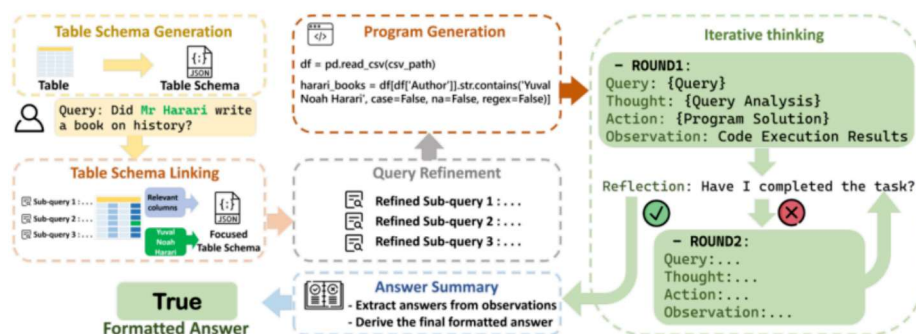 Table Schema Generation
{:}
JSON
Table
Table Schema
Query: Did Mr Harari write
a book on history?
Table Schema Linking
Sub-query 1 : . . .
Sub-query 2 : . . .
Sub-query 3 : . . .
Relevant
columns
Yuval
Noah
Harari
{:}
JSON
Focused
Table Schema
Program Generation
</>
df = pd.read_csv(csv_path)
harari_books = df[df['Author']].str.contains('Yuval
Noah Harari', case=False, na=False, regex=False)]
Query Refinement
Refined Sub-query 1 : . . .
Refined Sub-query 2 : . . .
Refined Sub-query 3 : . . .
Iterative thinking
– ROUND1:
Query: {Query}
Thought: {Query Analysis}
Action: {Program Solution}
Observation: Code Execution Results
Reflection: Have I completed the task?
– ROUND2:
Query:...
Thought:...
Action:...
Observation:...
Answer Summary
- Extract answers from observations
- Derive the final formatted answer
True
Formatted Answer